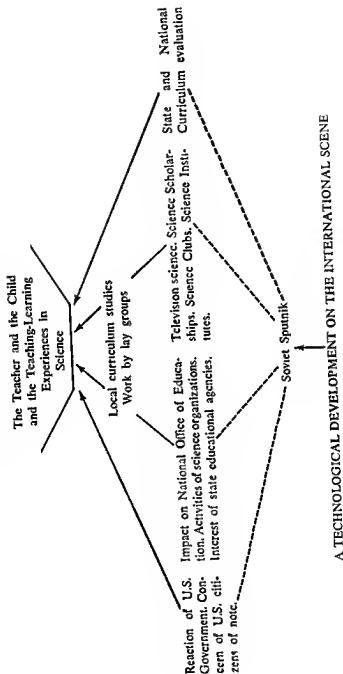 The Teacher and the Child
and the Teaching-Learning
Experiences in
Science
Local curriculum studies
Work by lay groups
Reaction of U.S.
Government. Con-
cern of U.S. citi-
zens of note.
Impact on National Office of Educa-
tion. Activities of science organizations.
Interest of state educational agencies.
Television science. Science Scholar-
ships. Science Clubs. Science Insti-
tutes.
State and National
Curriculum evaluation
Soviet Sputnik
A TECHNOLOGICAL DEVELOPMENT ON THE INTERNATIONAL SCENE